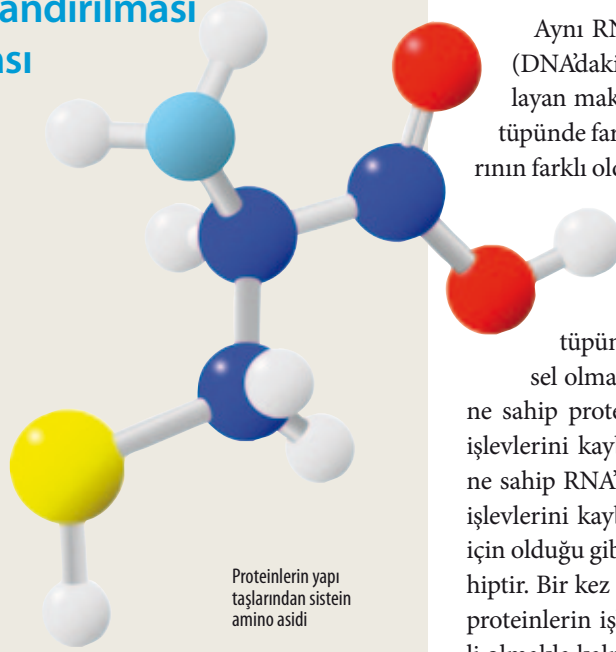 andırılması
ası
Proteinlerin yapı
taşlarından sistein
amino asidi
Aynı RN
(DNA'daki
layan mak
tüpünde far
rının farklı old
tüpün
sel olma
ne sahip prote
işlevlerini kayb
ne sahip RNA'
işlevlerini kayb
için olduğu gib
hiptir. Bir kez
proteinlerin iş